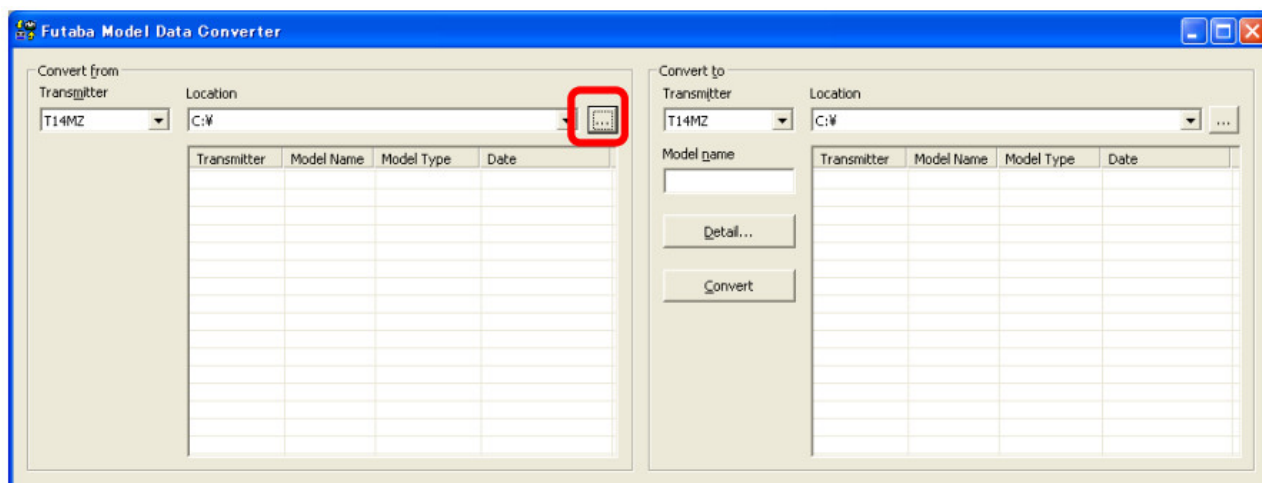 Futaba Model Data Converter
Convert from
Transmitter Location
T14MZ C:¥ ...
Transmitter Model Name Model Type Date
Convert to
Transmitter Location
T14MZ C:¥ ...
Model name
Transmitter Model Name Model Type Date
Detail...
Convert